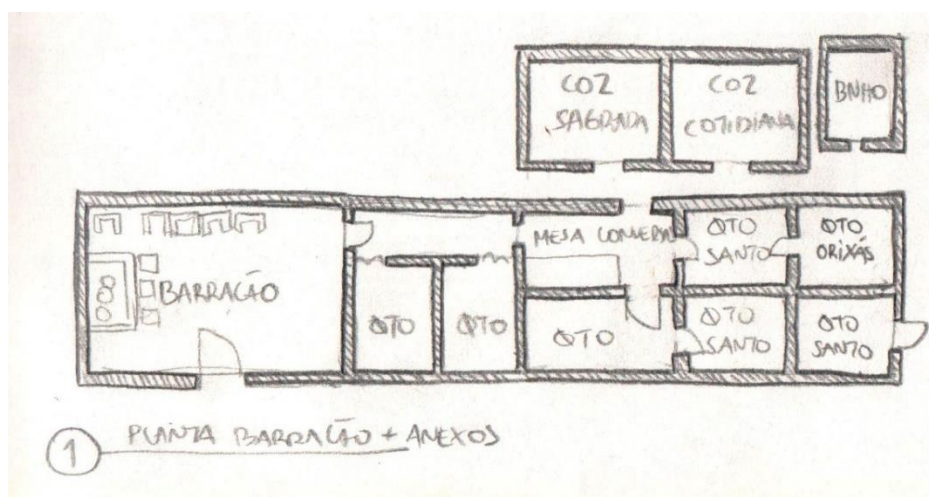 COZ
SAGRADA
COZ
COTIDIANA
BNHO
BARRACÃO
QTO
QTO
MESA CONVERSA
QTO
QTO
SANTO
QTO
ORIXÁS
QTO
SANTO
QTO
SANTO
1
PLANTA BARRACÃO + ANEXOS